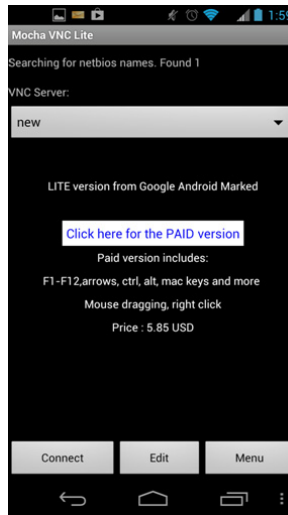 1:59
Mocha VNC Lite
Searching for netbios names. Found 1
VNC Server:
new
LITE version from Google Android Marked
Click here for the PAID version
Paid version includes:
F1-F12,arrows, ctrl, alt, mac keys and more
Mouse dragging, right click
Price : 5.85 USD
Connect Edit Menu